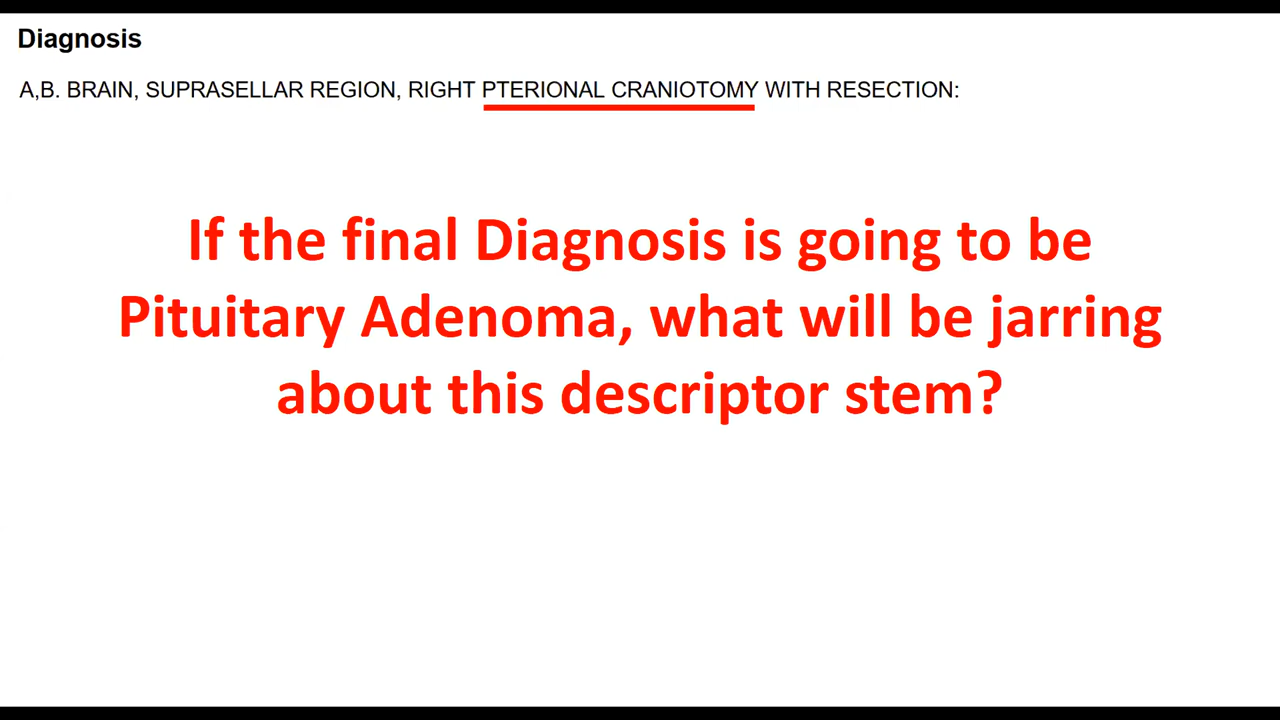 Diagnosis
A,B. BRAIN, SUPRASELLAR REGION, RIGHT PTERIONAL CRANIOTOMY WITH RESECTION:
If the final Diagnosis is going to be
Pituitary Adenoma, what will be jarring
about this descriptor stem?